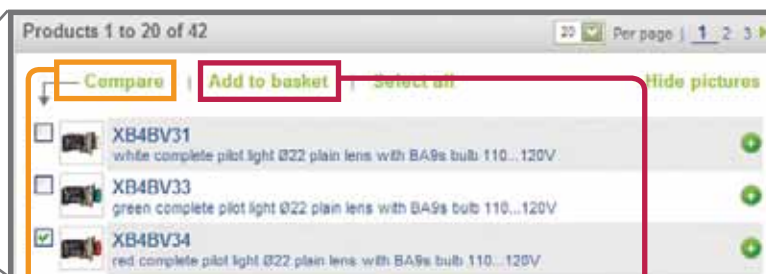 Products 1 to 20 of 42 20 Per page | 1 2 3
Compare | Add to basket | Select all Hide pictures
XB4BV31
white complete pilot light Ø22 plain lens with BA9s bulb 110...120V
XB4BV33
green complete pilot light Ø22 plain lens with BA9s bulb 110...120V
XB4BV34
red complete pilot light Ø22 plain lens with BA9s bulb 110...120V